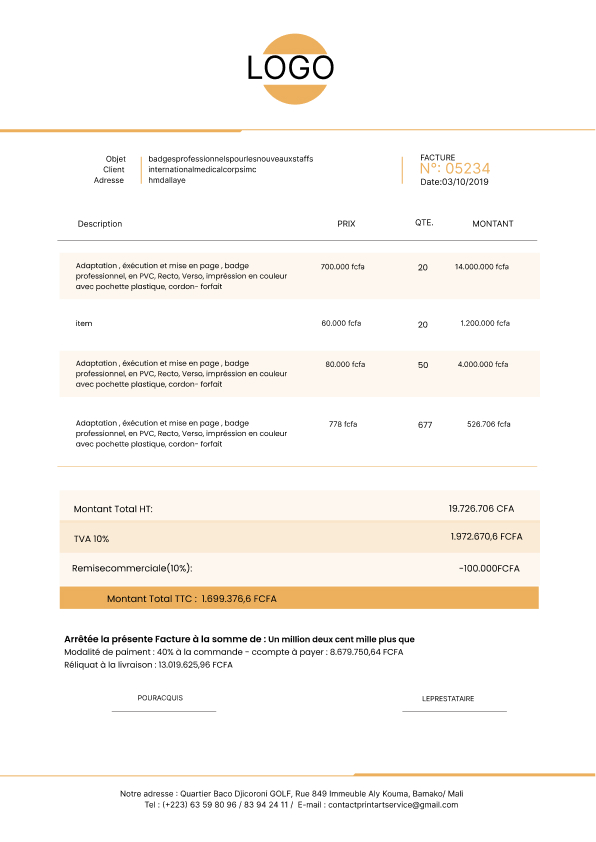 LOGO
Objet badgesprofessionnelspourlesnouveauxstaffs
Client internationalmedicalcorpsimc
Adresse hmdallaye
FACTURE
N°: 05234
Date:03/10/2019
Description PRIX QTE. MONTANT
Adaptation , éxécution et mise en page , badge
professionnel, en PVC, Recto, Verso, impréssion en couleur
avec pochette plastique, cordon- forfait
700.000 fcfa 20 14.000.000 fcfa
item 60.000 fcfa 20 1.200.000 fcfa
Adaptation , éxécution et mise en page , badge
professionnel, en PVC, Recto, Verso, impréssion en couleur
avec pochette plastique, cordon- forfait
80.000 fcfa 50 4.000.000 fcfa
Adaptation , éxécution et mise en page , badge
professionnel, en PVC, Recto, Verso, impréssion en couleur
avec pochette plastique, cordon- forfait
778 fcfa 677 526.706 fcfa
Montant Total HT: 19.726.706 CFA
TVA 10% 1.972.670,6 FCFA
Remisecommerciale(10%): -100.000FCFA
Montant Total TTC : 1.699.376,6 FCFA
Arrêtée la présente Facture à la somme de : Un million deux cent mille plus que
Modalité de paiment : 40% à la commande - ccompte à payer : 8.679.750,64 FCFA
Réliquat à la livraison : 13.019.625,96 FCFA
POURACQUIS LEPRESTATAIRE
Notre adresse : Quartier Baco Djicoroni GOLF, Rue 849 Immeuble Aly Kouma, Bamako/ Mali
Tel : (+223) 63 59 80 96 / 83 94 24 11 / E-mail : contactprintartservice@gmail.com